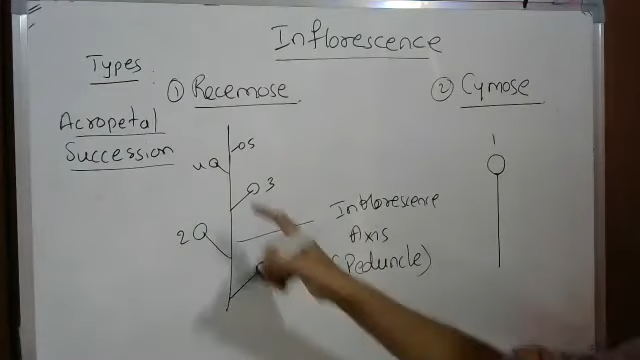 Inflorescence
Types :
① Recemose
② Cymose
Acropetal
Succession
5
4
3
2
1
Inflorescence
Axis
(Peduncle)